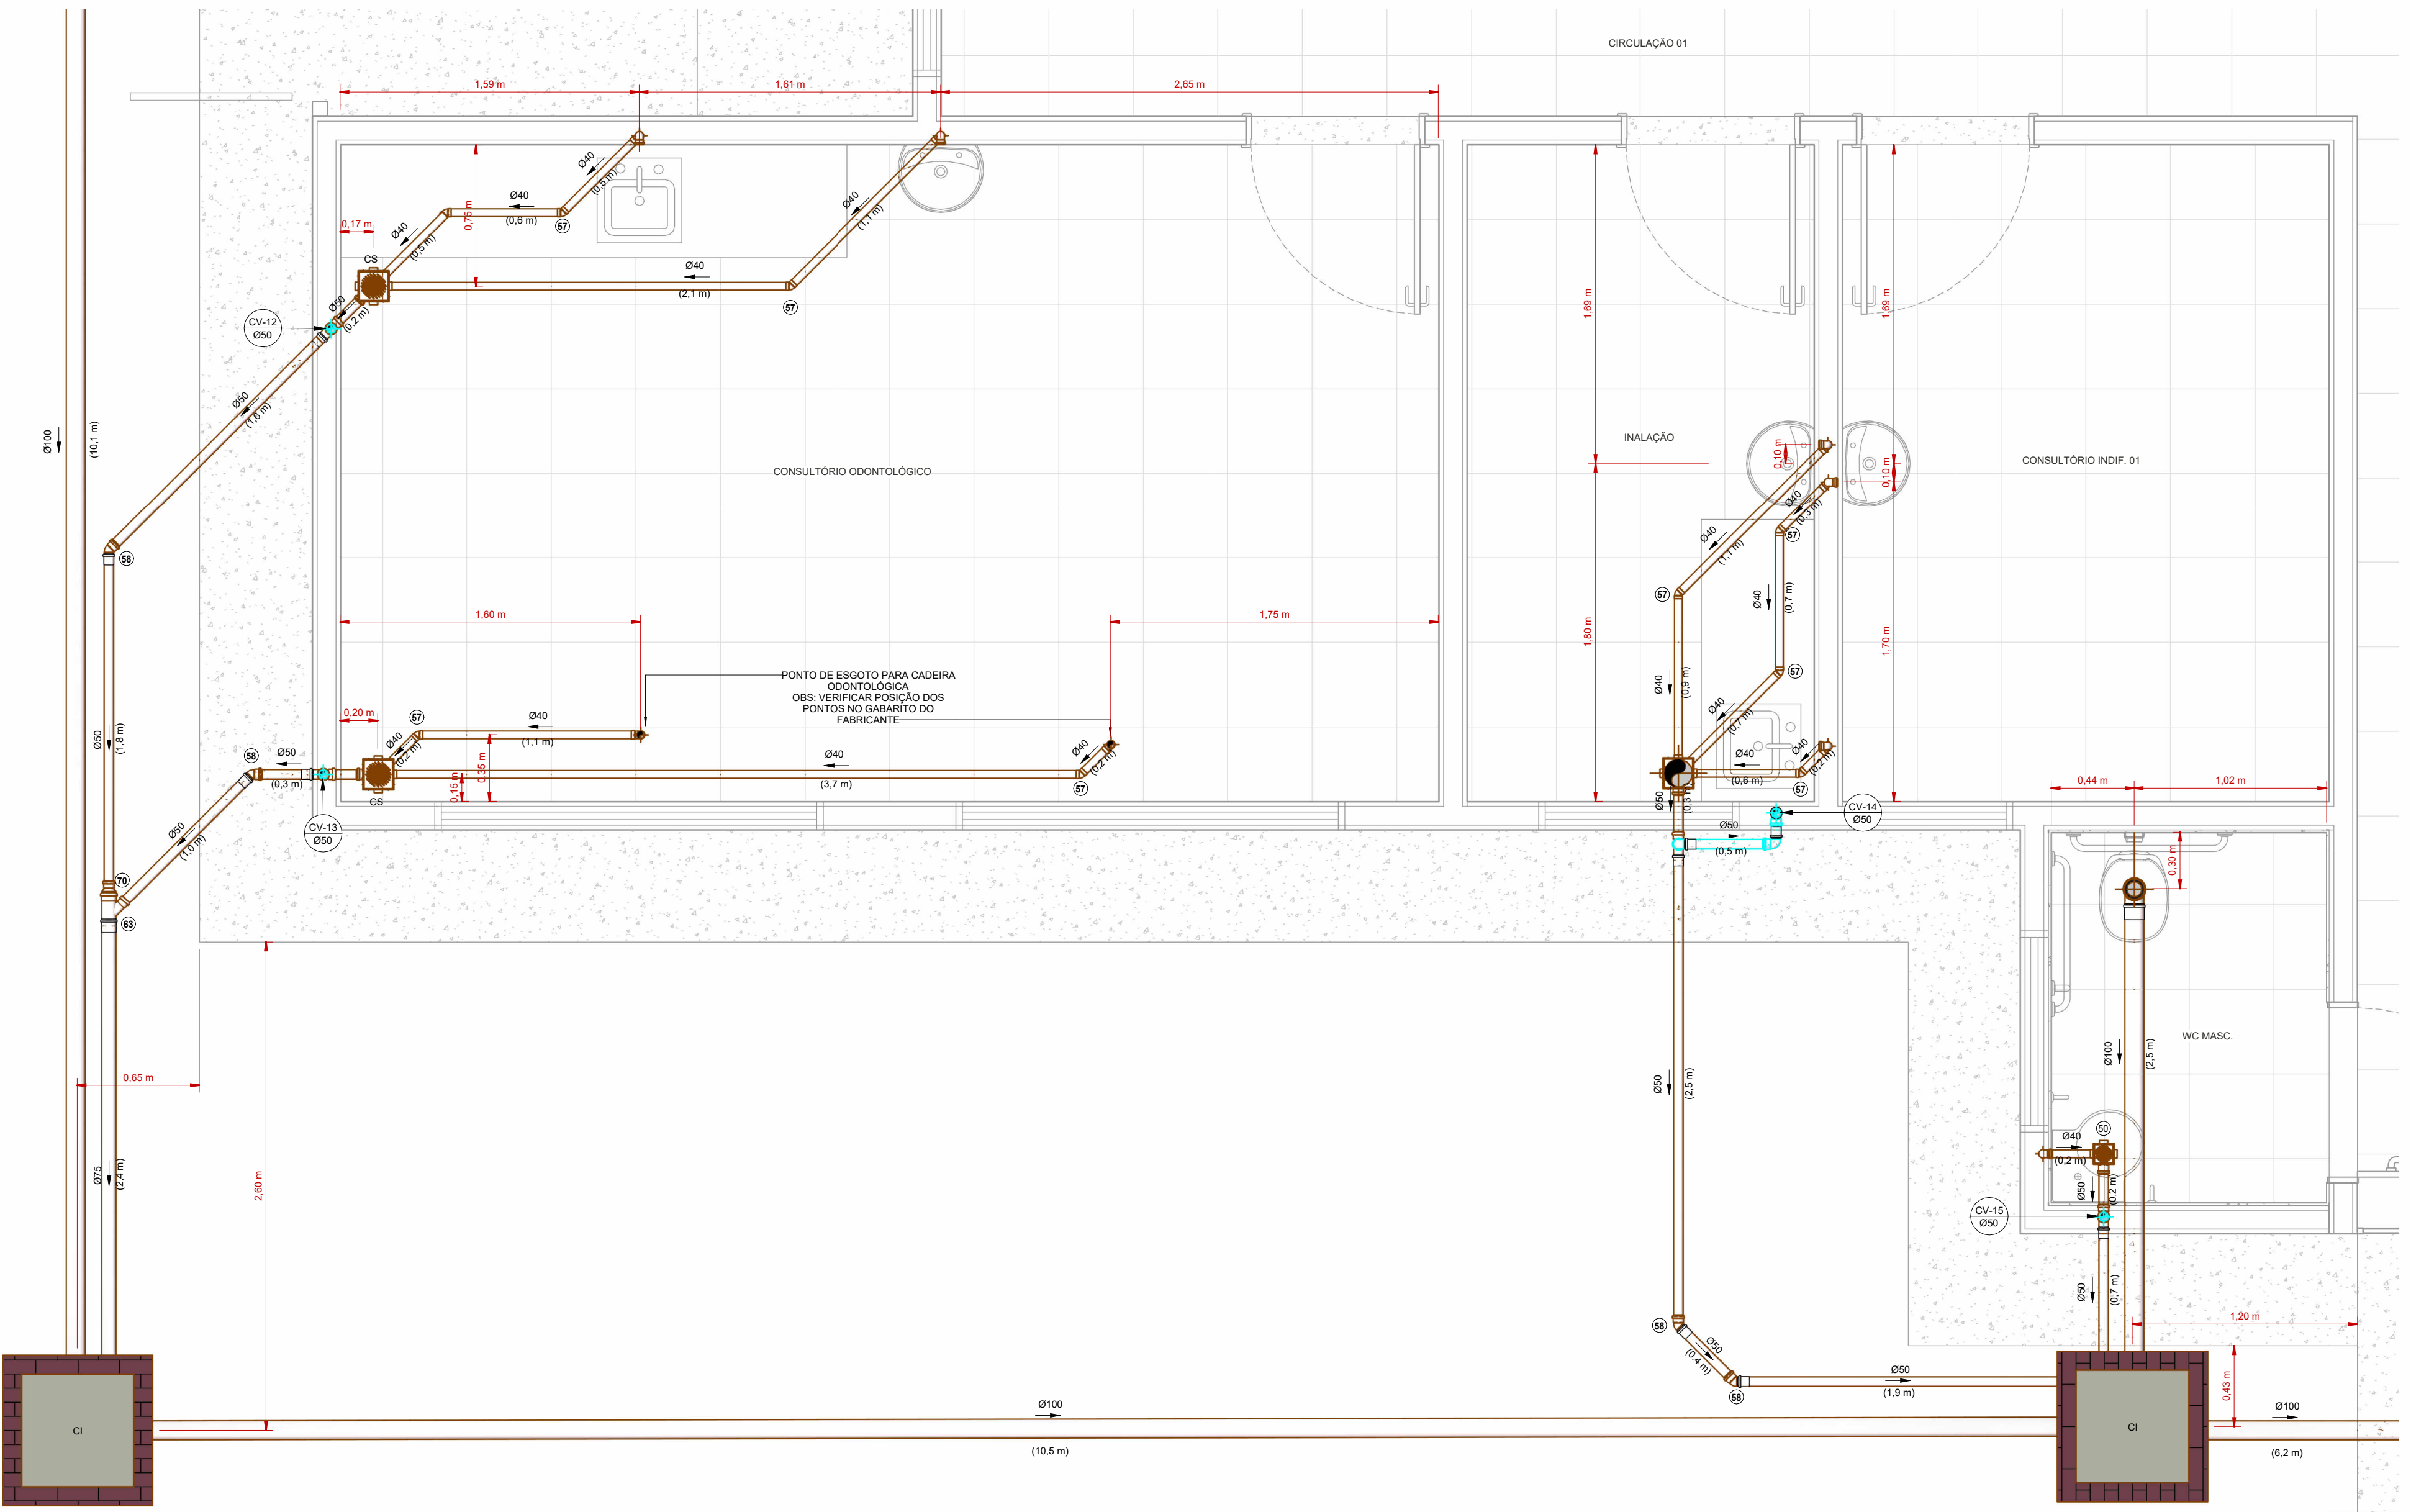 CIRCULAÇÃO 01
1,59 m
1,61 m
2,65 m
Ø40
(0,5 m)
Ø40
(0,6 m)
57
0,75 m
Ø40
(1,1 m)
0,17 m
Ø40
(0,5 m)
CS
Ø40
(2,1 m)
57
Ø50
(0,2 m)
CV-12
Ø50
1,69 m
1,69 m
Ø50
(1,6 m)
Ø100
(10,1 m)
INALAÇÃO
0,10 m
CONSULTÓRIO ODONTOLÓGICO
CONSULTÓRIO INDIF. 01
0,10 m
Ø40
(0,3 m)
57
Ø40
(1,1 m)
58
57
Ø40
(0,7 m)
1,60 m
1,75 m
1,80 m
1,70 m
PONTO DE ESGOTO PARA CADEIRA
ODONTOLÓGICA
OBS: VERIFICAR POSIÇÃO DOS
PONTOS NO GABARITO DO
FABRICANTE
57
Ø40
(0,9 m)
Ø40
(0,7 m)
0,20 m
57
Ø40
(1,1 m)
Ø40
(0,2 m)
Ø50
(1,8 m)
58
Ø50
(0,3 m)
0,35 m
0,15 m
Ø40
(3,7 m)
Ø40
(0,2 m)
57
CS
Ø40
(0,6 m)
Ø40
(0,2 m)
57
0,44 m
1,02 m
Ø50
(0,3 m)
CV-13
Ø50
CV-14
Ø50
Ø50
(0,5 m)
Ø50
(1,0 m)
0,30 m
70
63
WC MASC.
Ø100
(2,5 m)
0,65 m
Ø50
(2,5 m)
50
Ø40
(0,2 m)
Ø75
(2,4 m)
2,60 m
Ø50
(0,2 m)
CV-15
Ø50
Ø50
(0,7 m)
1,20 m
58
Ø50
(0,4 m)
58
Ø50
(1,9 m)
0,43 m
Ø100
(10,5 m)
Ø100
(6,2 m)
CI
CI